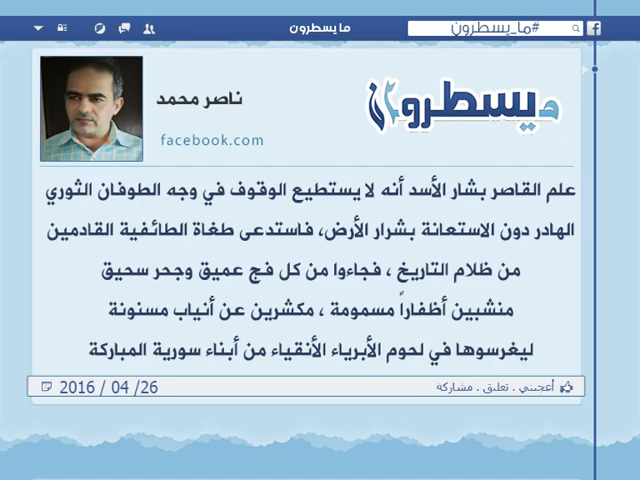 ما يسطرون
#ما_يسطرون
ما يسطرون
ناصر محمد
facebook.com
علم القاصر بشار الأسد أنه لا يستطيع الوقوف في وجه الطوفان الثوري
الهادر دون الاستعانة بشرار الأرض، فاستدعى طغاة الطائفية القادمين
من ظلام التاريخ ، فجاءوا من كل فج عميق وجحر سحيق
منشبين أظفاراً مسمومة ، مكشرين عن أنياب مسنونة
ليغرسوها في لحوم الأبرياء الأنقياء من أبناء سورية المباركة
أعجبني . تعليق . مشاركة
26/ 04 / 2016